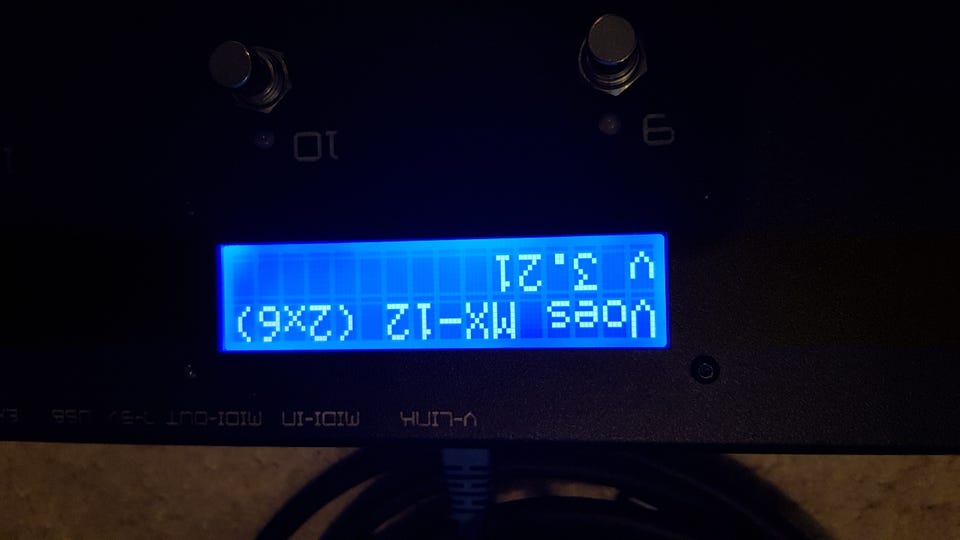 V-LINK MIDI-IN MIDI-OUT USB
Voes MX-12 (2x6)
v 3.21
9 10